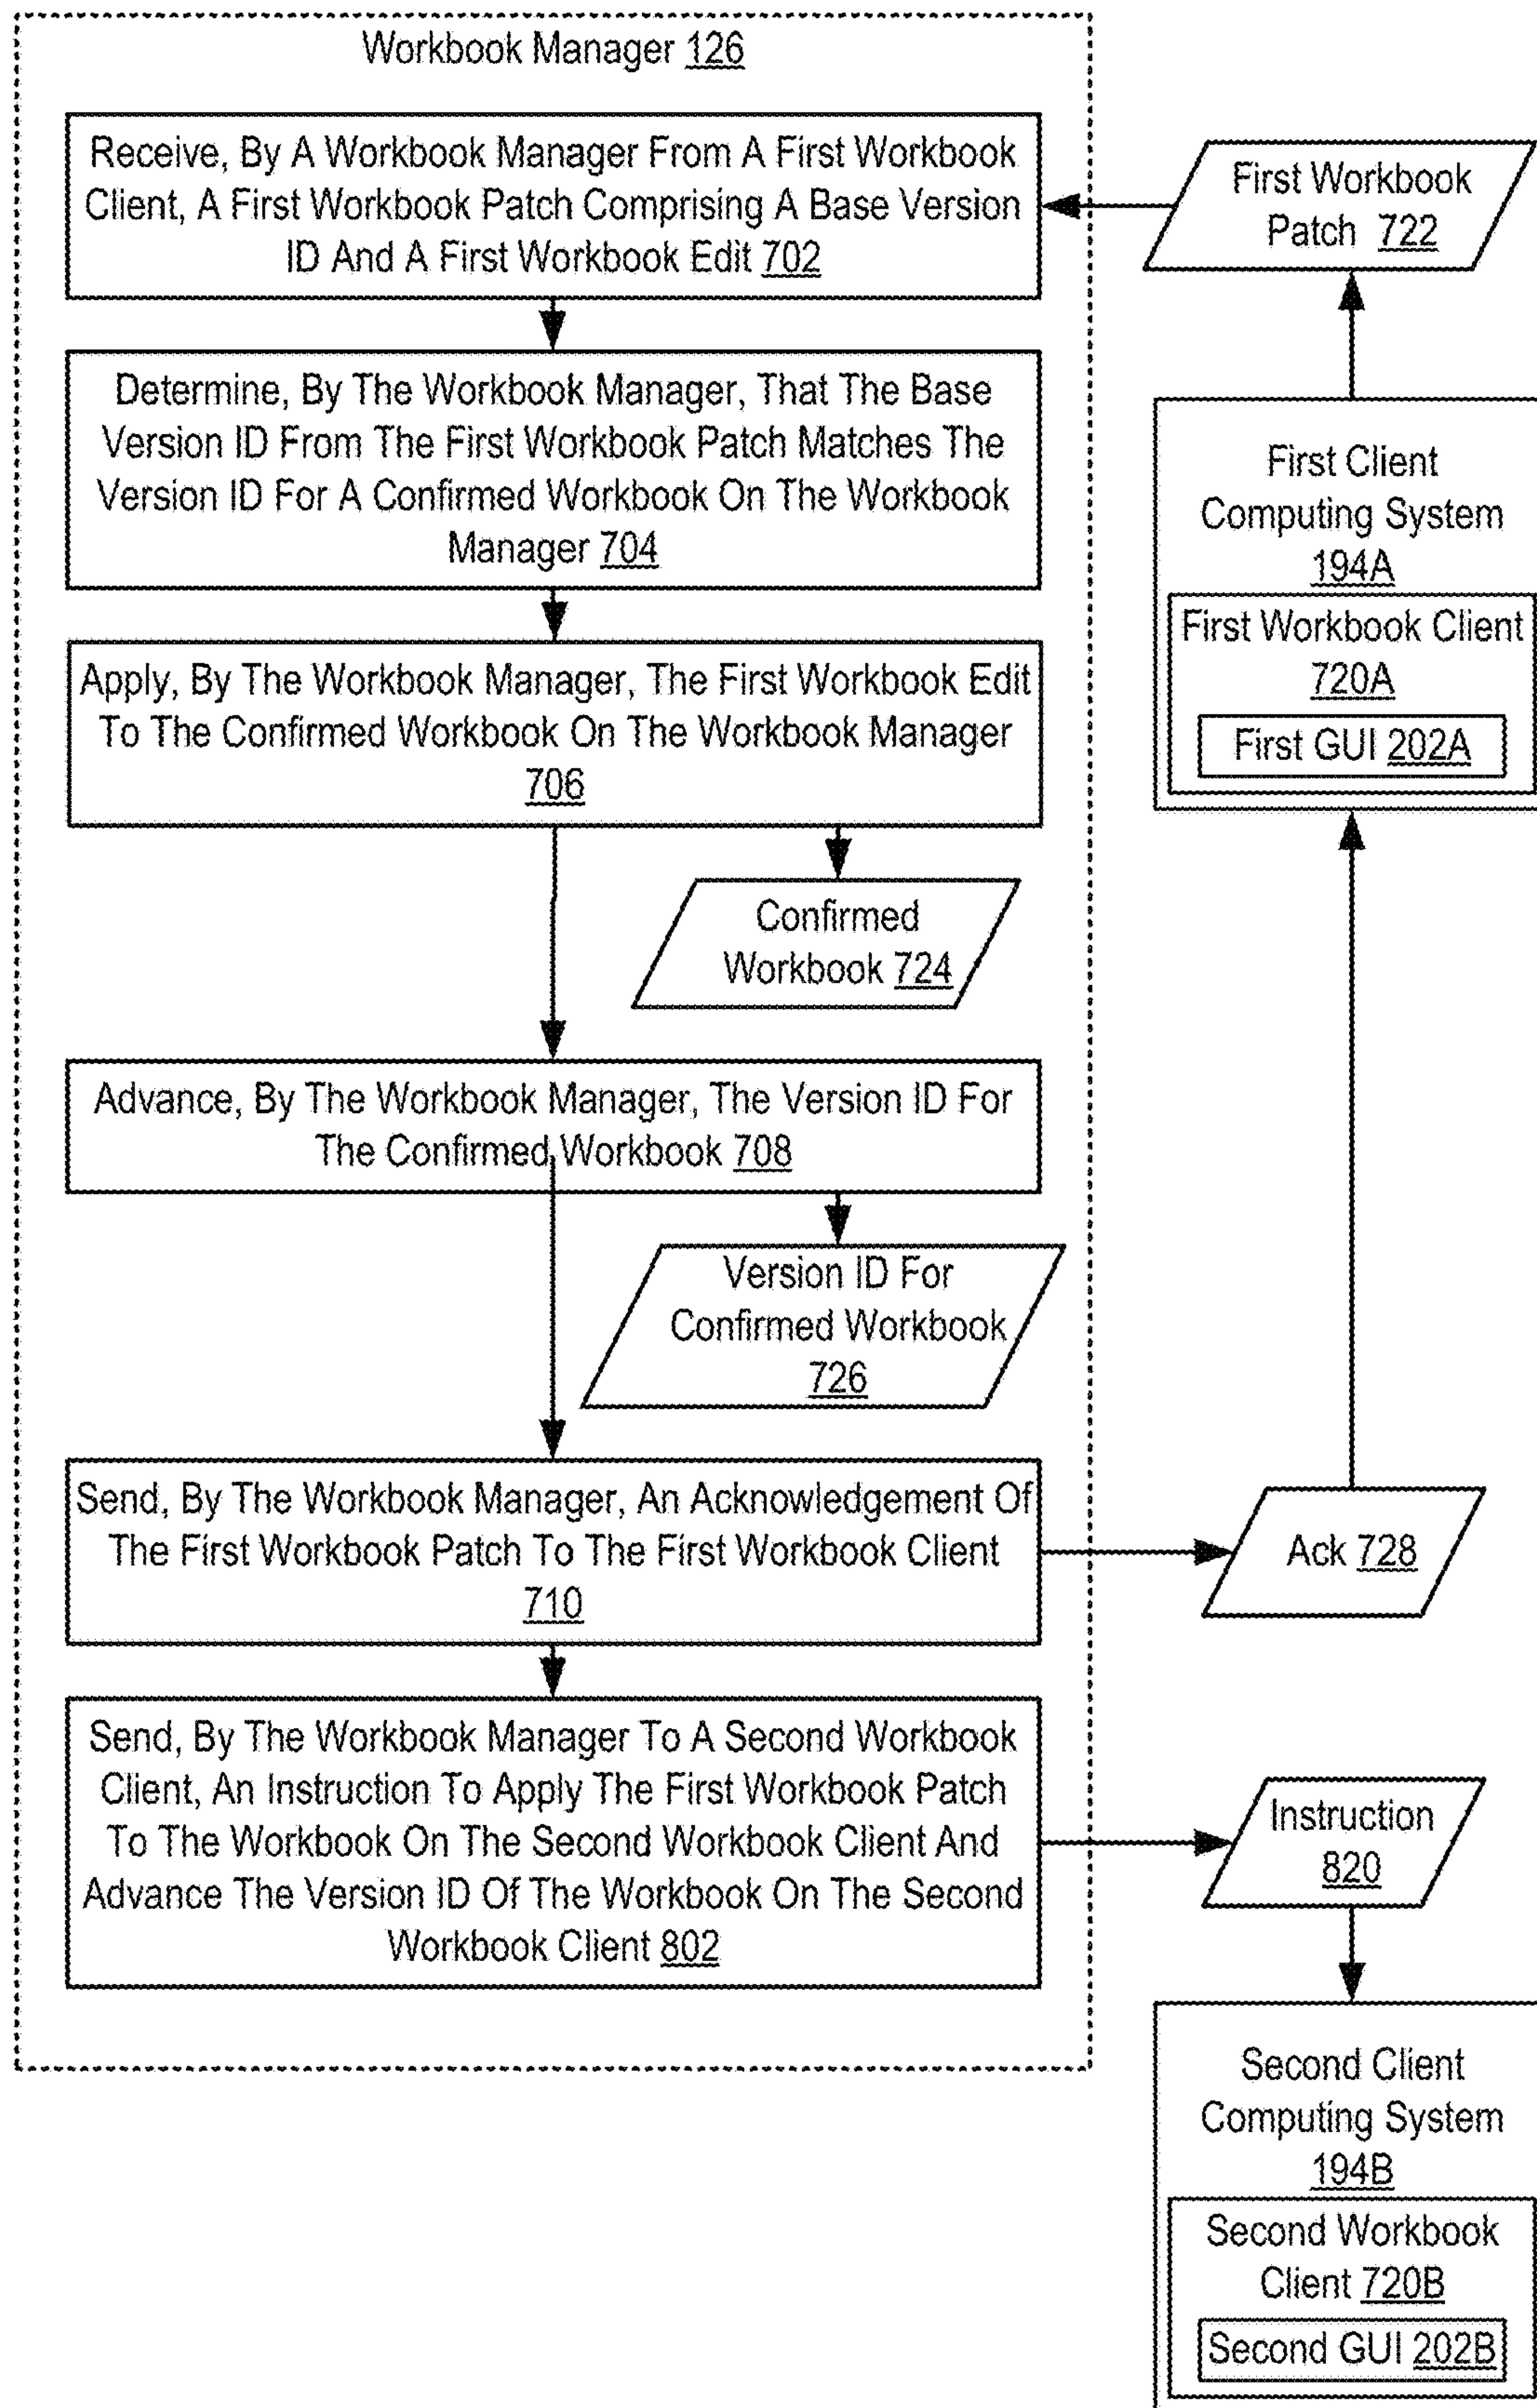 Workbook Manager 126
Receive, By A Workbook Manager From A First Workbook
Client, A First Workbook Patch Comprising A Base Version
ID And A First Workbook Edit 702
Determine, By The Workbook Manager, That The Base
Version ID From The First Workbook Patch Matches The
Version ID For A Confirmed Workbook On The Workbook
Manager 704
Apply, By The Workbook Manager, The First Workbook Edit
To The Confirmed Workbook On The Workbook Manager
706
Confirmed
Workbook 724
Advance, By The Workbook Manager, The Version ID For
The Confirmed Workbook 708
Version ID For
Confirmed Workbook
726
Send, By The Workbook Manager, An Acknowledgement Of
The First Workbook Patch To The First Workbook Client
710
Send, By The Workbook Manager To A Second Workbook
Client, An Instruction To Apply The First Workbook Patch
To The Workbook On The Second Workbook Client And
Advance The Version ID Of The Workbook On The Second
Workbook Client 802
First Workbook
Patch 722
First Client
Computing System
194A
First Workbook Client
720A
First GUI 202A
Ack 728
Instruction
820
Second Client
Computing System
194B
Second Workbook
Client 720B
Second GUI 202B